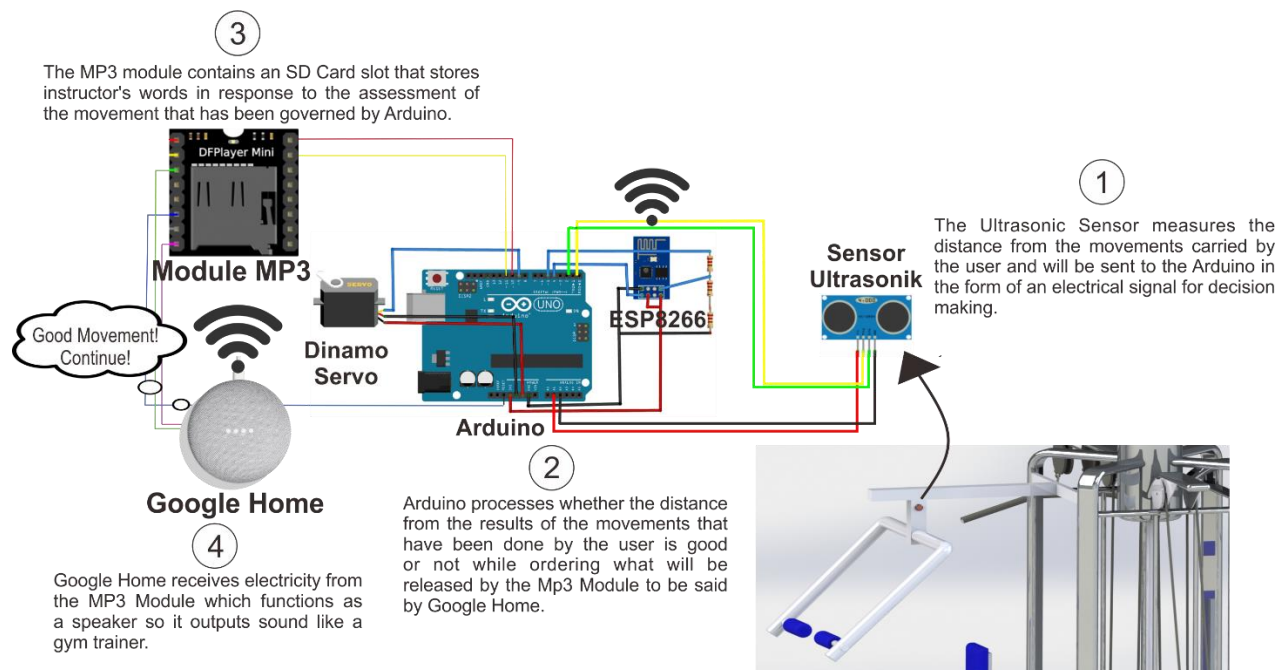 3
The MP3 module contains an SD Card slot that stores
instructor's words in response to the assessment of
the movement that has been governed by Arduino.
DFPlayer Mini
Module MP3
Good Movement!
Continue!
Google Home
4
Google Home receives electricity from
the MP3 Module which functions as
a speaker so it outputs sound like a
gym trainer.
SERVO
Dinamo
Servo
UNO
Arduino
2
Arduino processes whether the distance
from the results of the movements that
have been done by the user is good
or not while ordering what will be
released by the Mp3 Module to be said
by Google Home.
ESP8266
Sensor
Ultrasonik
1
The Ultrasonic Sensor measures the
distance from the movements carried by
the user and will be sent to the Arduino in
the form of an electrical signal for decision
making.